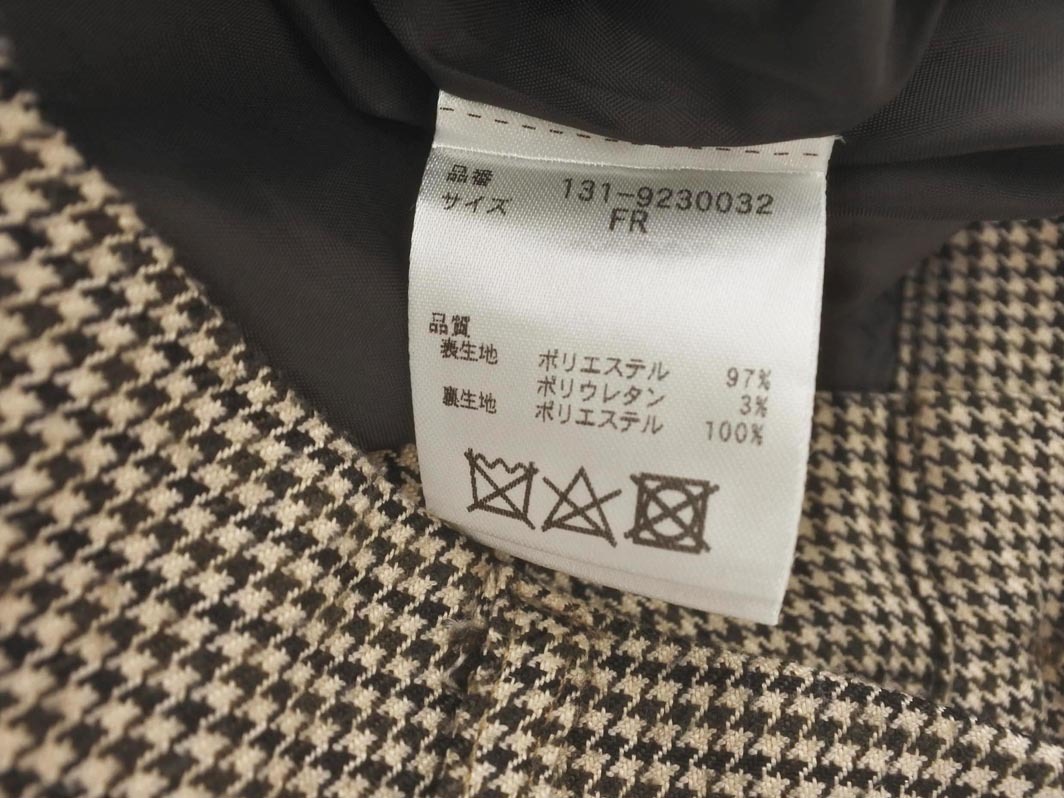 品番 131-9230032
サイズ FR
品質
表生地 ポリエステル 97%
ポリウレタン 3%
裏生地 ポリエステル 100%